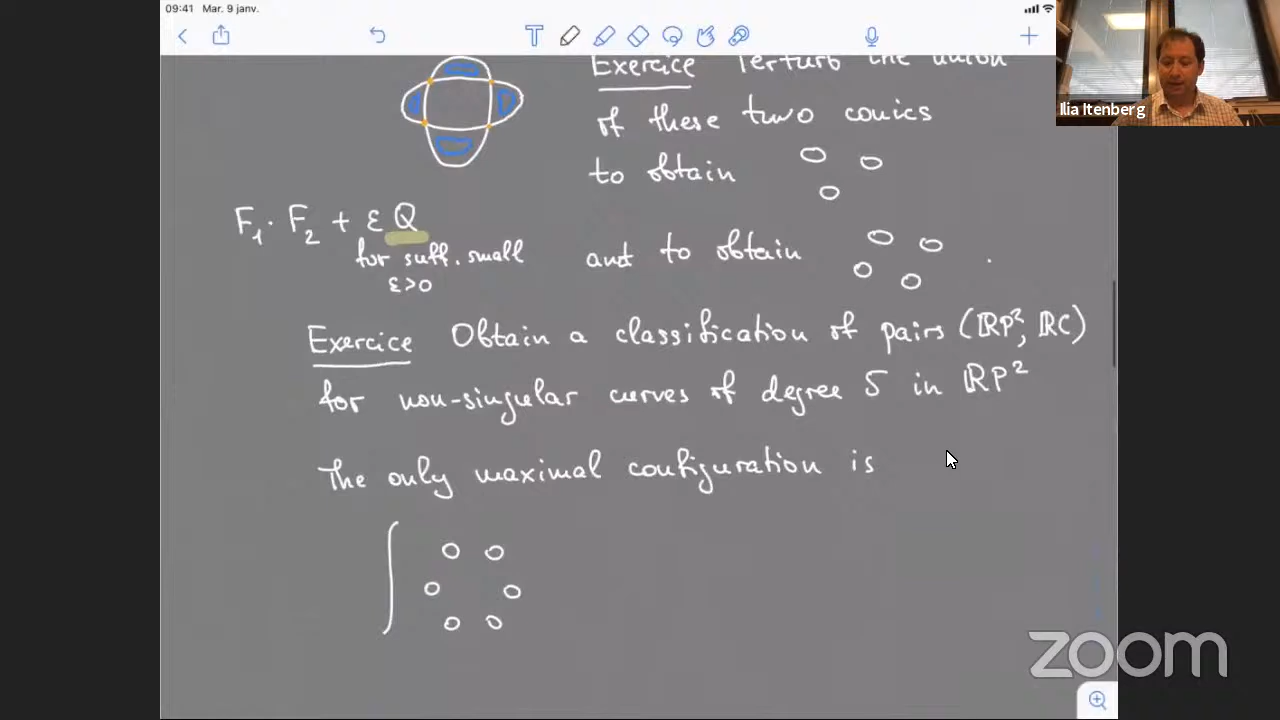 09:41 Mar. 9 janv.
Ilia Itenberg
Exercice Perturb the union
of these two conics
to obtain
F₁ · F₂ + ε Q
for suff. small
ε>0
and to obtain .
Exercice Obtain a classification of pairs (ℝP², ℝC)
for non-singular curves of degree 5 in ℝP²
The only maximal configuration is
zoom